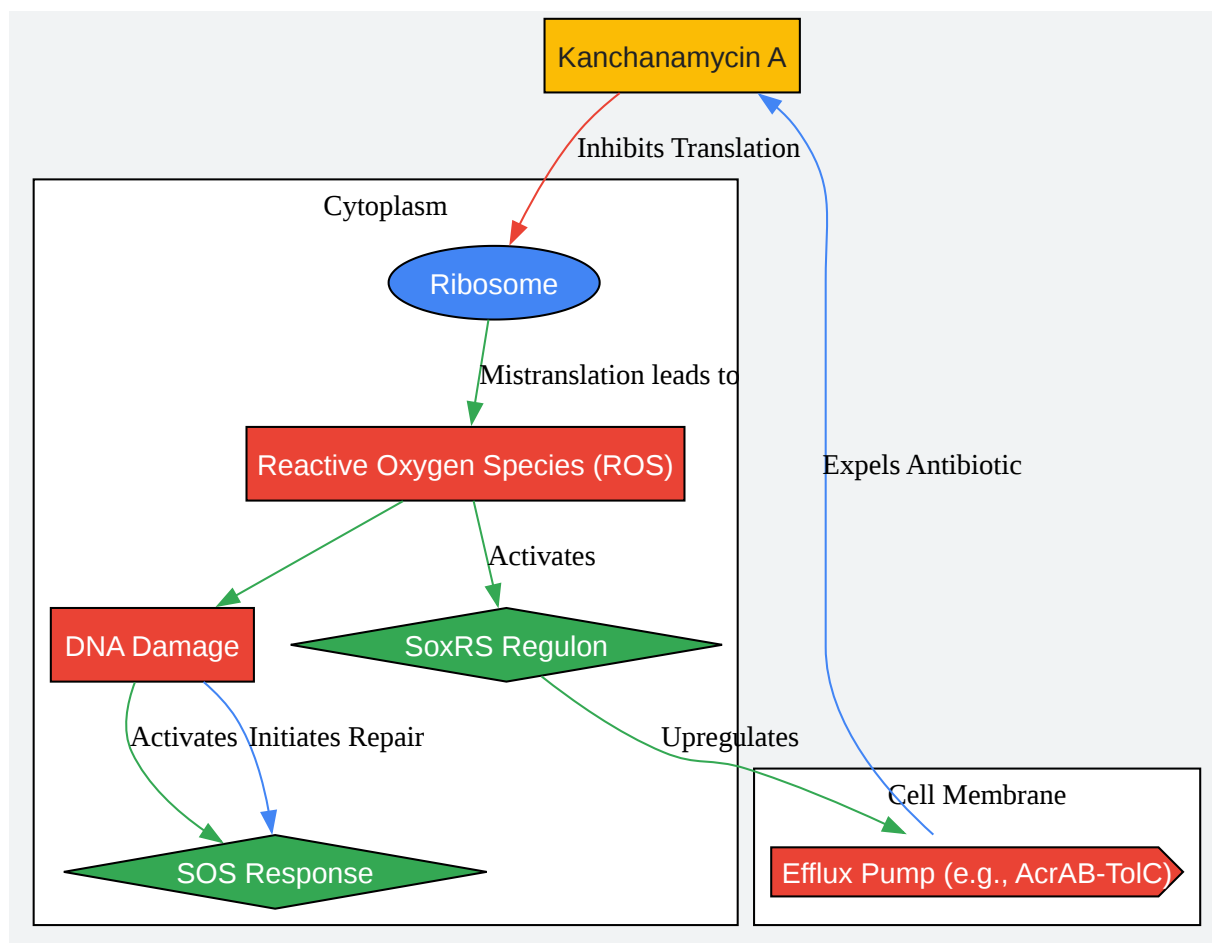 Kanchanamycin A
Inhibits Translation
Cytoplasm
Ribosome
Mistranslation leads to
Reactive Oxygen Species (ROS)
Expels Antibiotic
Activates
DNA Damage
SoxRS Regulon
Activates
Initiates Repair
Upregulates
Cell Membrane
SOS Response
Efflux Pump (e.g., AcrAB-TolC)